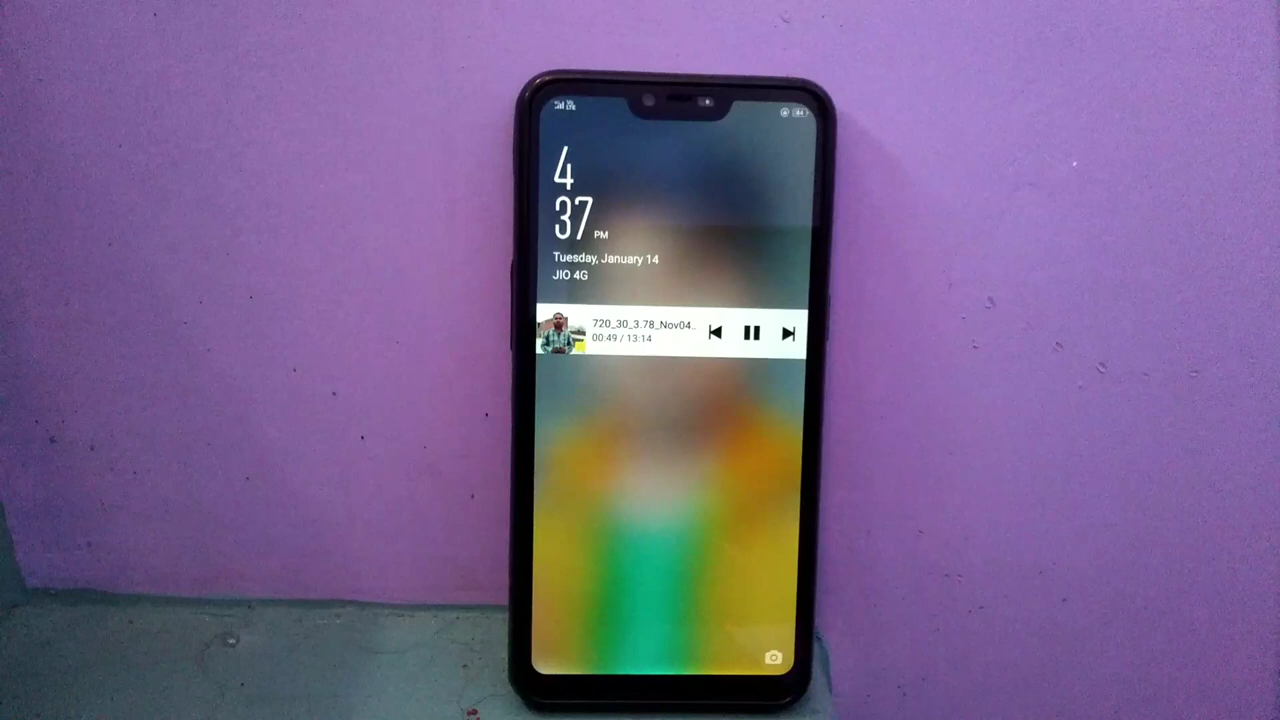 4
37 PM
Tuesday, January 14
JIO 4G
720_30_3.78_Nov04..
00:49 / 13:14